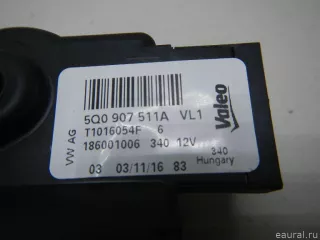 5Q0 907 511A VL1
T1016054F 6
186001006 340 12V
VW AG
Valeo
340
Hungary
03 03/11/16 83
© eaural.ru